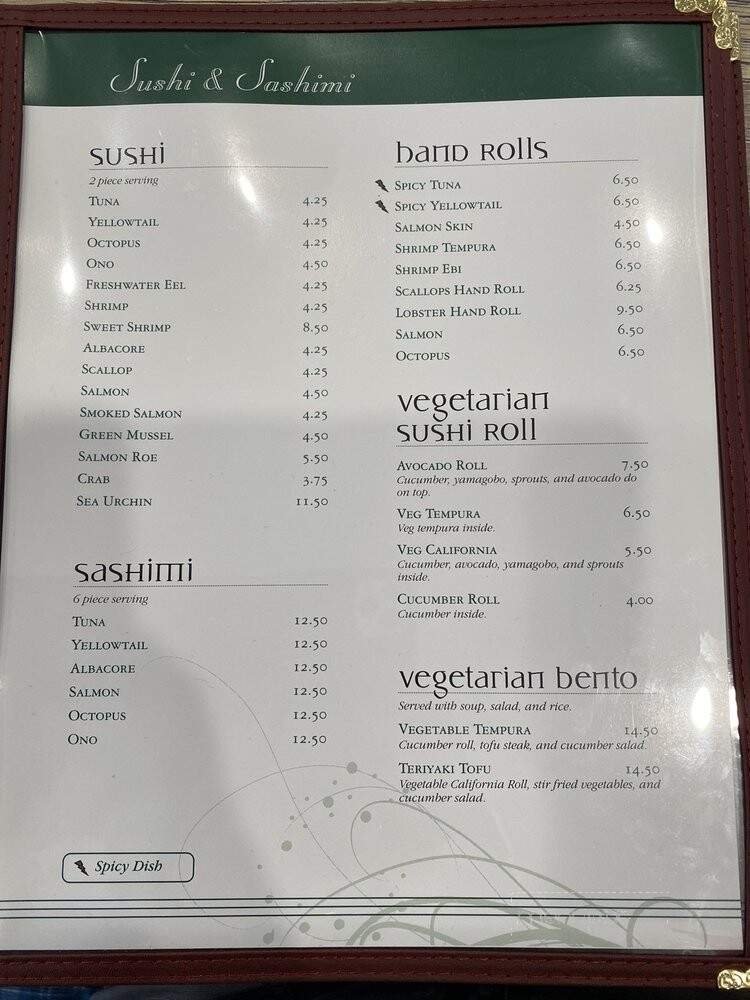 Sushi & Sashimi
SUSHI
2 piece serving
TUNA 4.25
YELLOWTAIL 4.25
OCTOPUS 4.25
ONO 4.50
FRESHWATER EEL 4.25
SHRIMP 4.25
SWEET SHRIMP 8.50
ALBACORE 4.25
SCALLOP 4.25
SALMON 4.50
SMOKED SALMON 4.25
GREEN MUSSEL 4.50
SALMON ROE 5.50
CRAB 3.75
SEA URCHIN 11.50
SASHIMI
6 piece serving
TUNA 12.50
YELLOWTAIL 12.50
ALBACORE 12.50
SALMON 12.50
OCTOPUS 12.50
ONO 12.50
Spicy Dish
HAND ROLLS
SPICY TUNA 6.50
SPICY YELLOWTAIL 6.50
SALMON SKIN 4.50
SHRIMP TEMPURA 6.50
SHRIMP EBI 6.50
SCALLOPS HAND ROLL 6.25
LOBSTER HAND ROLL 9.50
SALMON 6.50
OCTOPUS 6.50
vegetarian
SUSHI ROLL
AVOCADO ROLL 7.50
Cucumber, yamagobo, sprouts, and avocado do
on top.
VEG TEMPURA 6.50
Veg tempura inside.
VEG CALIFORNIA 5.50
Cucumber, avocado, yamagobo, and sprouts
inside.
CUCUMBER ROLL 4.00
Cucumber inside.
vegetarian bento
Served with soup, salad, and rice.
VEGETABLE TEMPURA 14.50
Cucumber roll, tofu steak, and cucumber salad.
TERIYAKI TOFU 14.50
Vegetable California Roll, stir fried vegetables, and
cucumber salad.